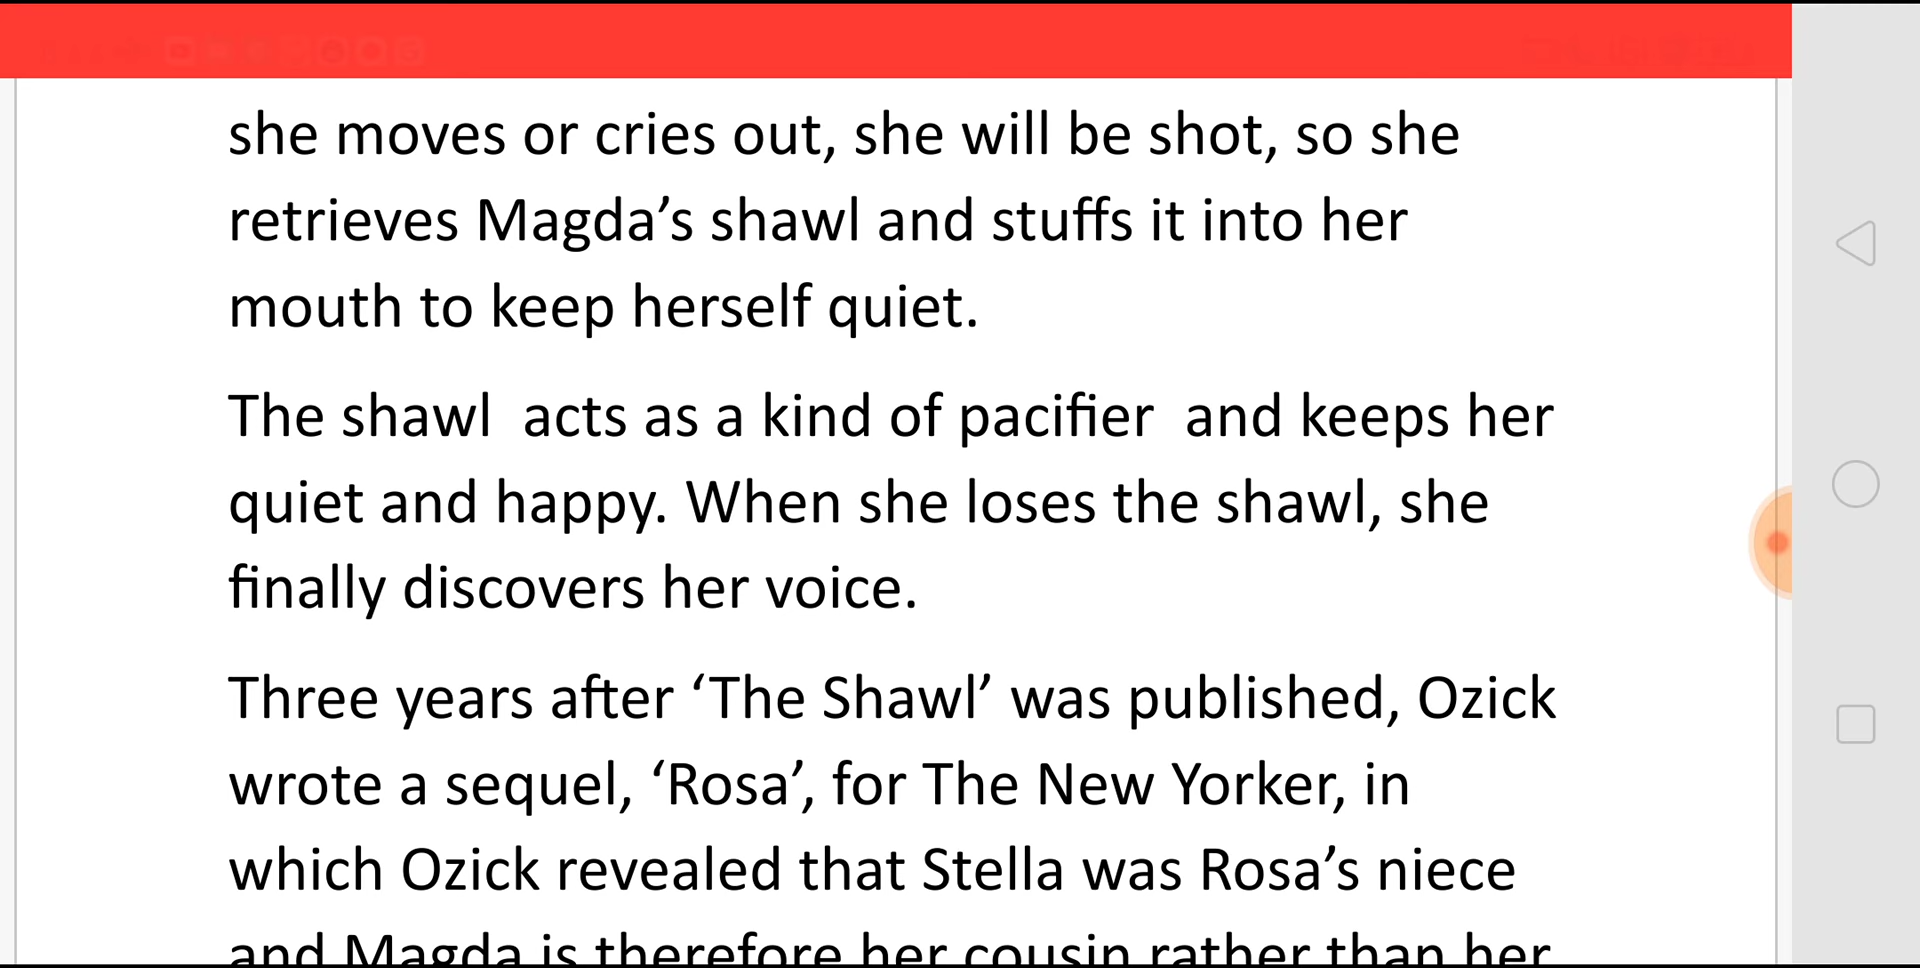 she moves or cries out, she will be shot, so she
retrieves Magda’s shawl and stuffs it into her
mouth to keep herself quiet.
The shawl  acts as a kind of pacifier  and keeps her
quiet and happy. When she loses the shawl, she
finally discovers her voice.
Three years after ‘The Shawl’ was published, Ozick
wrote a sequel, ‘Rosa’, for The New Yorker, in
which Ozick revealed that Stella was Rosa’s niece
and Magda is therefore her cousin rather than her